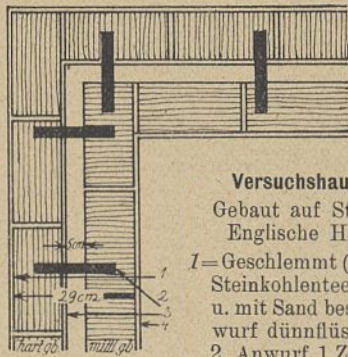 Versuchshau
Gebaut auf St
Englische H
1=Geschlemmt (
Steinkohlentee
u. mit Sand bes
wurf dünnflüs
2. Anwurf 1 Z
5cm
1
29cm
2
3
4
hart gb.
mittl. gb